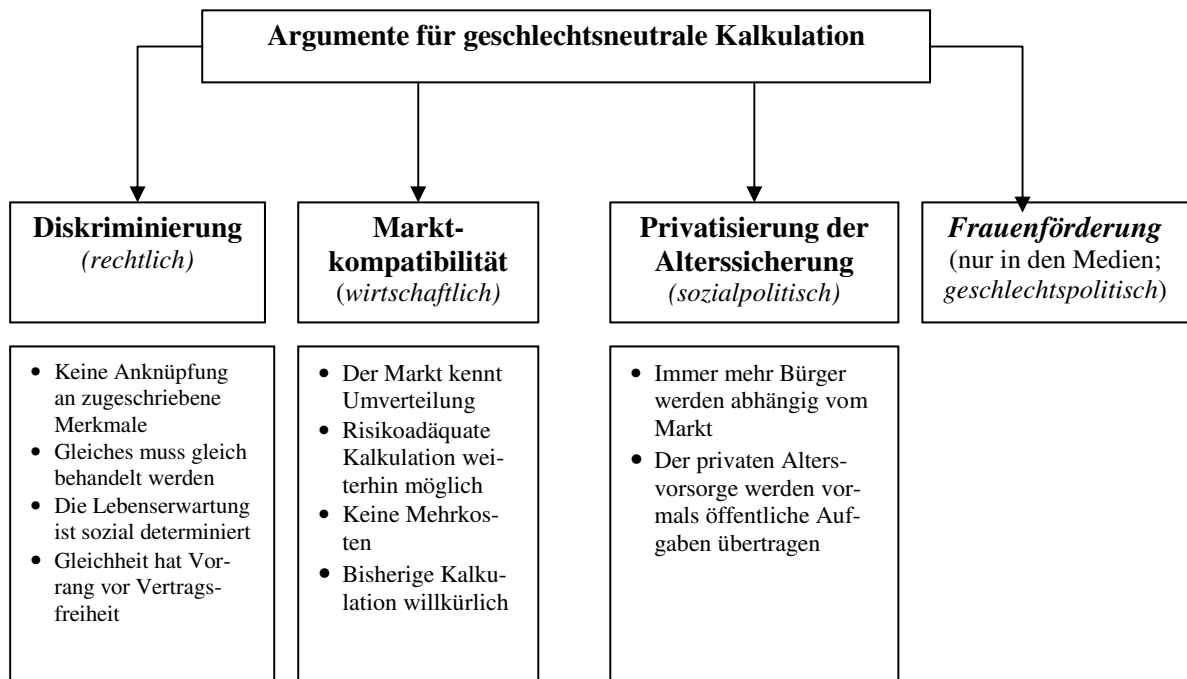 Argumente für geschlechtsneutrale Kalkulation
Diskriminierung
(rechtlich)
Markt-
kompatibilität
(wirtschaftlich)
Privatisierung der
Alterssicherung
(sozialpolitisch)
Frauenförderung
(nur in den Medien;
geschlechtspolitisch)
• Keine Anknüpfung
an zugeschriebene
Merkmale
• Gleiches muss gleich
behandelt werden
• Die Lebenserwartung
ist sozial determiniert
• Gleichheit hat Vor-
rang vor Vertrags-
freiheit
• Der Markt kennt
Umverteilung
• Risikoadäquate
Kalkulation wei-
terhin möglich
• Keine Mehrkos-
ten
• Bisherige Kalku-
lation willkürlich
• Immer mehr Bürger
werden abhängig vom
Markt
• Der privaten Alters-
vorsorge werden vor-
mals öffentliche Auf-
gaben übertragen